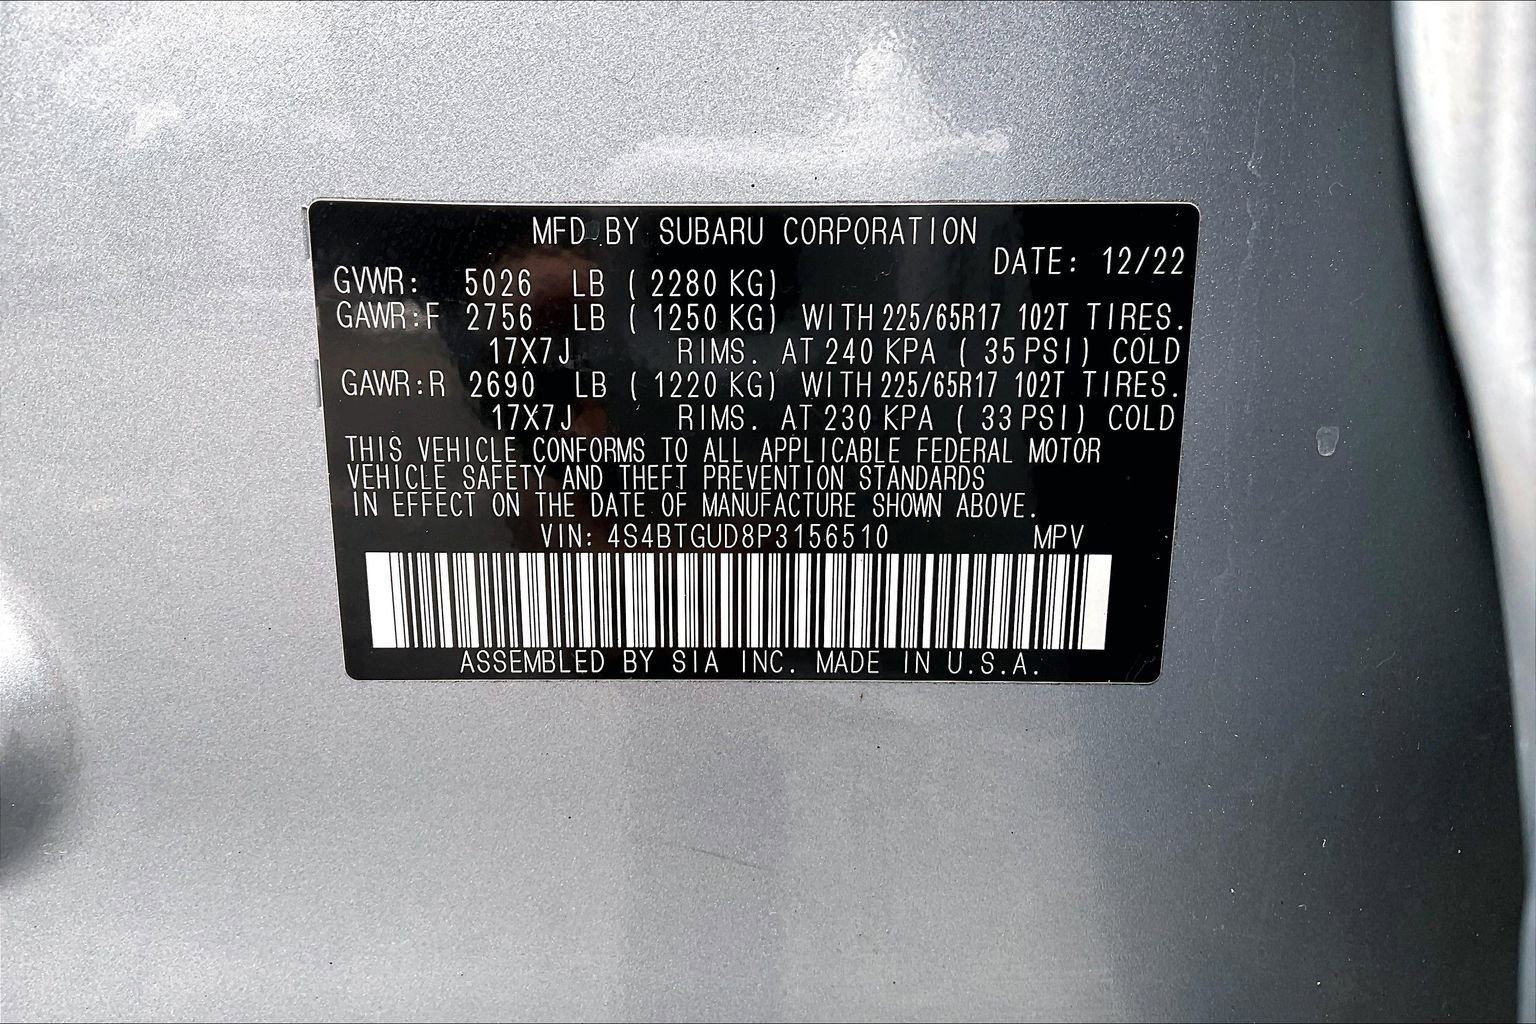 MFD BY SUBARU CORPORATION
DATE: 12/22
GVWR: 5026 LB ( 2280 KG)
GAWR:F 2756 LB ( 1250 KG) WITH 225/65R17 102T TIRES.
17X7J RIMS. AT 240 KPA ( 35 PSI) COLD
GAWR:R 2690 LB ( 1220 KG) WITH 225/65R17 102T TIRES.
17X7J RIMS. AT 230 KPA ( 33 PSI) COLD
THIS VEHICLE CONFORMS TO ALL APPLICABLE FEDERAL MOTOR
VEHICLE SAFETY AND THEFT PREVENTION STANDARDS
IN EFFECT ON THE DATE OF MANUFACTURE SHOWN ABOVE.
VIN: 4S4BTGUD8P3156510 MPV
ASSEMBLED BY SIA INC. MADE IN U.S.A.